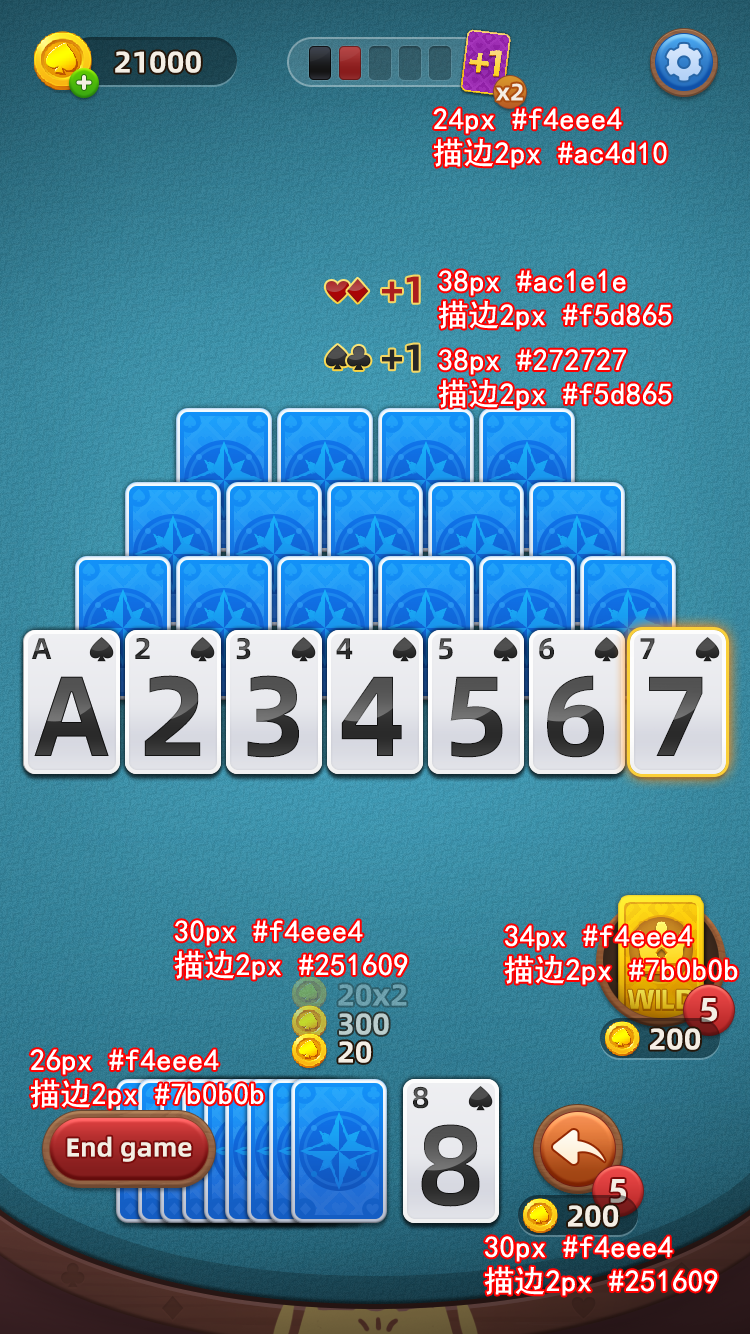 21000
+1
x2
24px #f4eee4
描边2px #ac4d10
+1
38px #ac1e1e
描边2px #f5d865
+1
38px #272727
描边2px #f5d865
A 2 3 4 5 6 7
A 2 3 4 5 6 7
30px #f4eee4
描边2px #251609
34px #f4eee4
描边2px #7b0b0b
WILD
5
200
20x2
300
20
26px #f4eee4
描边2px #7b0b0b
End game
8
8
5
200
30px #f4eee4
描边2px #251609